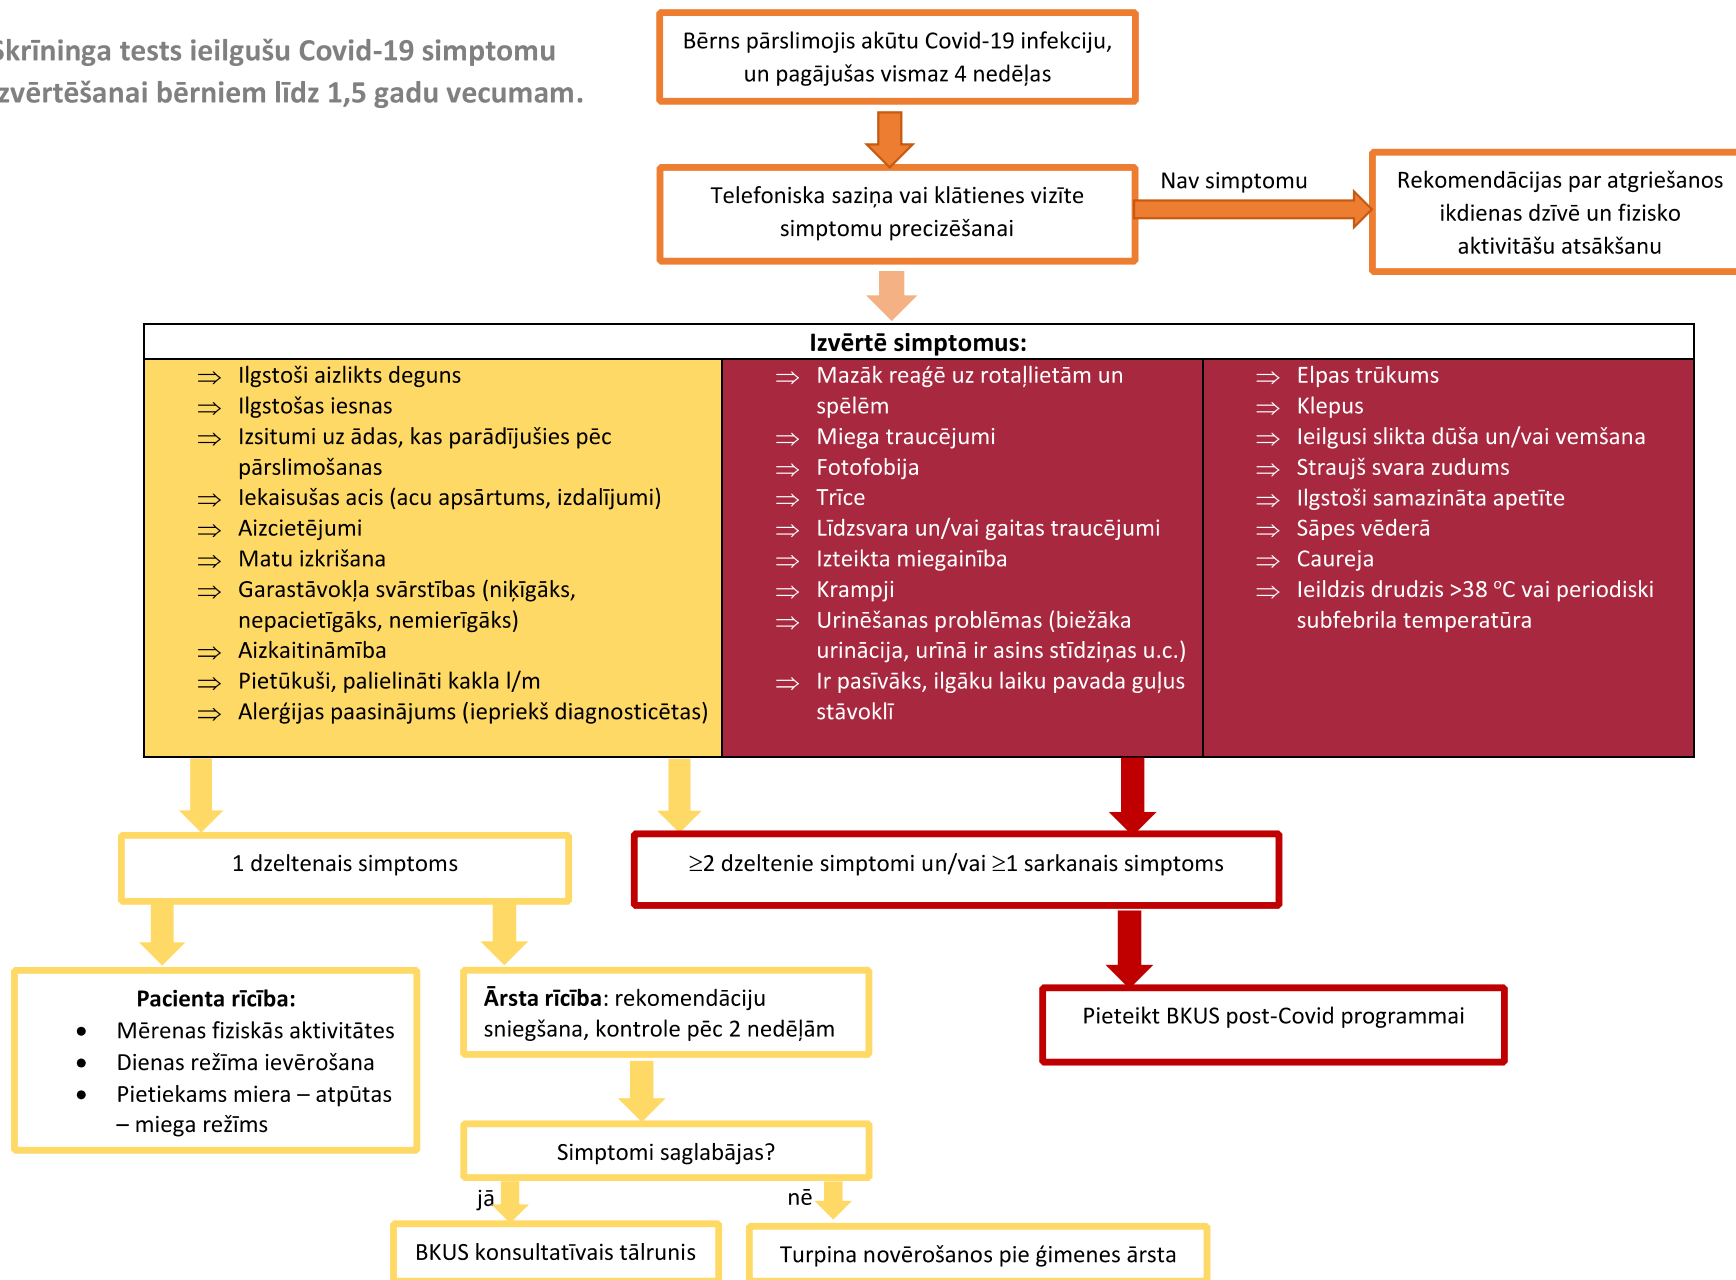 Skrīninga tests ieilgušu Covid-19 simptomu
izvērtēšanai bērniem līdz 1,5 gadu vecumam.
Bērns pārslimojis akūtu Covid-19 infekciju,
un pagājušas vismaz 4 nedēļas
Telefoniska saziņa vai klātienes vizīte
simptomu precizēšanai
Nav simptomu
Rekomendācijas par atgriešanos
ikdienas dzīvē un fizisko
aktivitāšu atsākšanu
Izvērtē simptomus:
⇒ Ilgstoši aizlikts deguns
⇒ Ilgstošas iesnas
⇒ Izsitumi uz ādas, kas parādījušies pēc
pārslimošanas
⇒ Iekaisušas acis (acu apsārtums, izdalījumi)
⇒ Aizcietējumi
⇒ Matu izkrišana
⇒ Garastāvokļa svārstības (niķīgāks,
nepacietīgāks, nemierīgāks)
⇒ Aizkaitināmība
⇒ Pietūkuši, palielināti kakla l/m
⇒ Alerģijas paasinājums (iepriekš diagnosticētas)
⇒ Mazāk reaģē uz rotaļlietām un
spēlēm
⇒ Miega traucējumi
⇒ Fotofobija
⇒ Trīce
⇒ Līdzsvara un/vai gaitas traucējumi
⇒ Izteikta miegainība
⇒ Krampji
⇒ Urinēšanas problēmas (biežāka
urinācija, urīnā ir asins stīdziņas u.c.)
⇒ Ir pasīvāks, ilgāku laiku pavada guļus
stāvoklī
⇒ Elpas trūkums
⇒ Klepus
⇒ Ieilgusi slikta dūša un/vai vemšana
⇒ Straujš svara zudums
⇒ Ilgstoši samazināta apetīte
⇒ Sāpes vēderā
⇒ Caureja
⇒ Ieildzis drudzis >38 °C vai periodiski
subfebrila temperatūra
1 dzeltenais simptoms
≥2 dzeltenie simptomi un/vai ≥1 sarkanais simptoms
Pacienta rīcība:
• Mērenas fiziskās aktivitātes
• Dienas režīma ievērošana
• Pietiekams miera – atpūtas
– miega režīms
Ārsta rīcība: rekomendāciju
sniegšana, kontrole pēc 2 nedēļām
Pieteikt BKUS post-Covid programmai
Simptomi saglabājas?
jā
nē
BKUS konsultatīvais tālrunis
Turpina novērošanos pie ģimenes ārsta